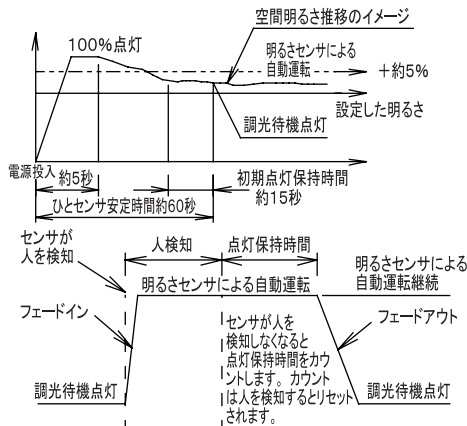 空間明るさ推移のイメージ
100%点灯
明るさセンサによる
自動運転
＋約5%
設定した明るさ
調光待機点灯
電源投入
約5秒
初期点灯保持時間
約15秒
ひとセンサ安定時間約60秒
センサが
人を検知
人検知
点灯保持時間
明るさセンサによる自動運転
明るさセンサによる
自動運転継続
フェードイン
センサが人を
検知しなくなると
点灯保持時間をカウ
ントします。カウント
は人を検知するとリセット
されます。
フェードアウト
調光待機点灯
調光待機点灯